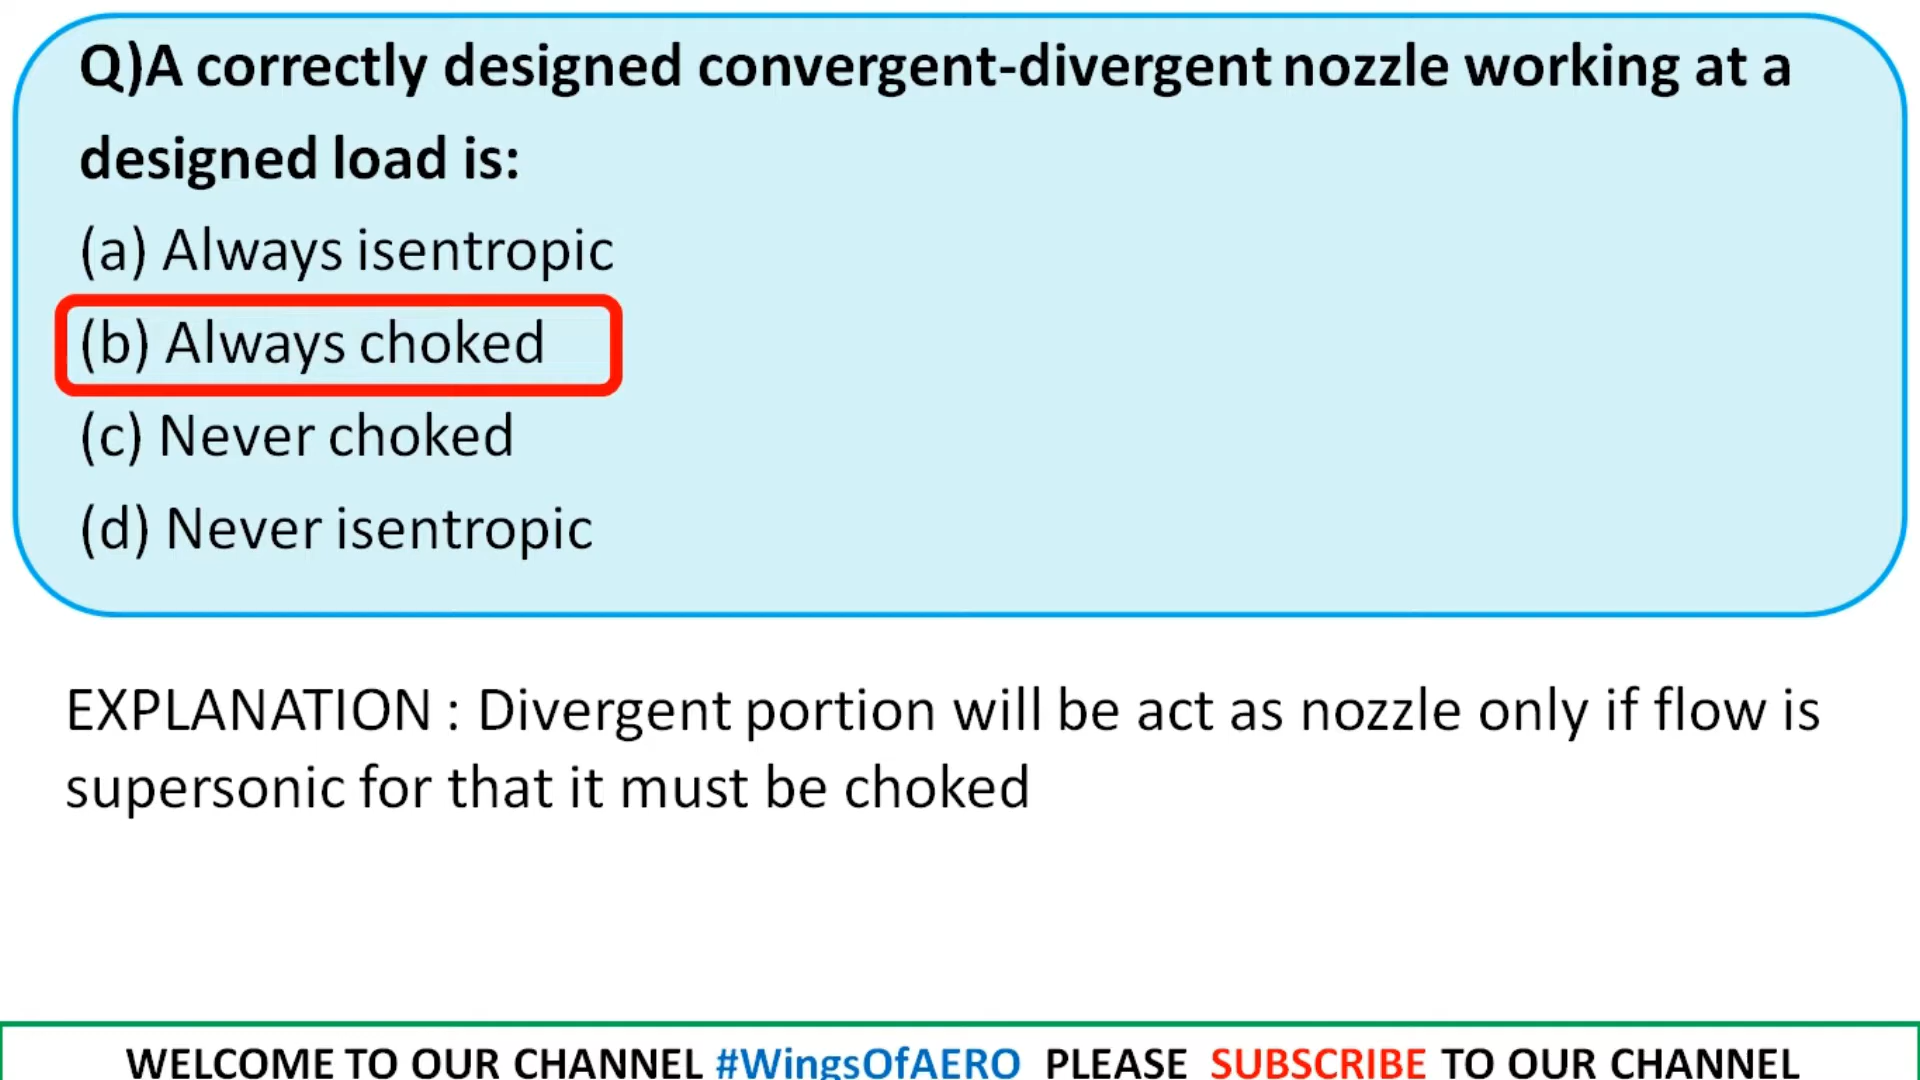 Q)A correctly designed convergent-divergent nozzle working at a
designed load is:
(a) Always isentropic
(b) Always choked
(c) Never choked
(d) Never isentropic
EXPLANATION : Divergent portion will be act as nozzle only if flow is
supersonic for that it must be choked
WELCOME TO OUR CHANNEL #WingsOfAERO PLEASE SUBSCRIBE TO OUR CHANNEL